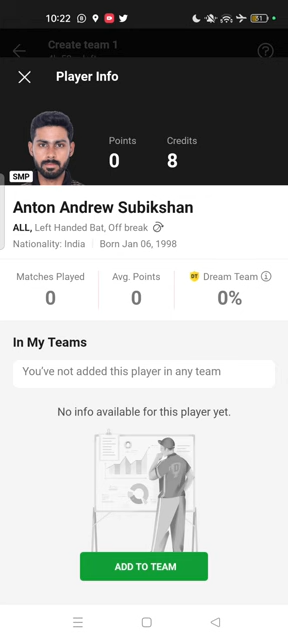 10:22
31
Create team 1
Player Info
Points
Credits
0
8
SMP
Anton Andrew Subikshan
ALL, Left Handed Bat, Off break
Nationality: India
Born Jan 06, 1998
Matches Played
Avg. Points
DT Dream Team
0
0
0%
In My Teams
You've not added this player in any team
No info available for this player yet.
ADD TO TEAM